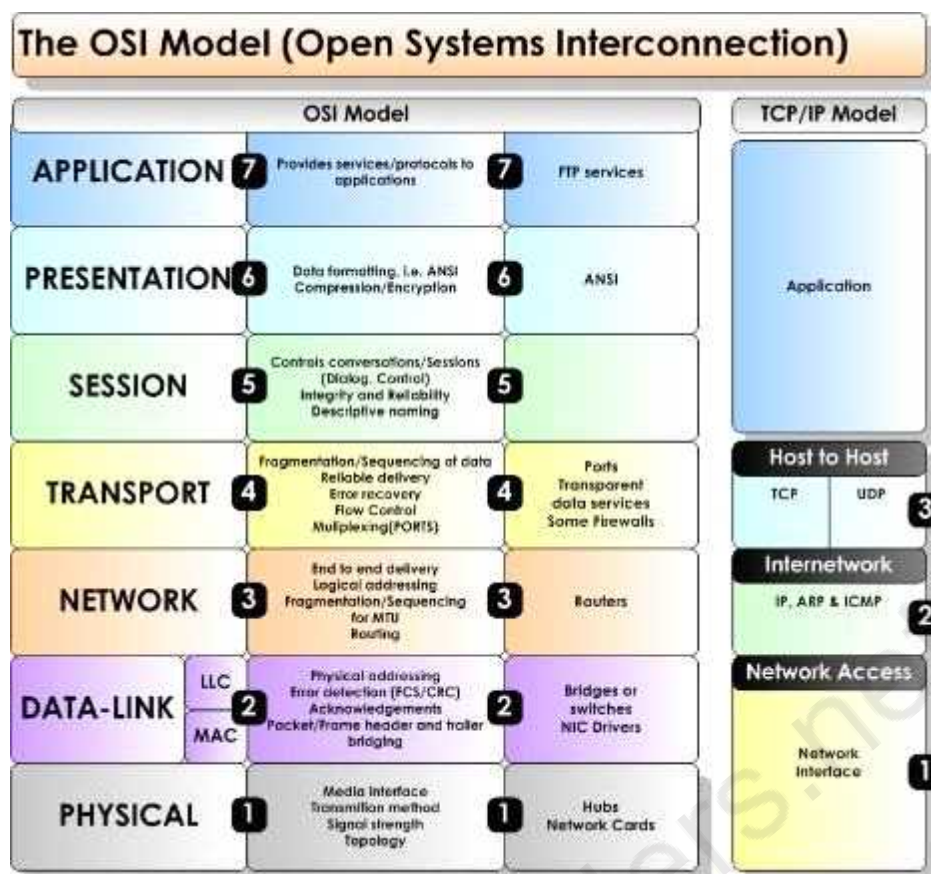 The OSI Model (Open Systems Interconnection)
OSI Model
APPLICATION 7
Provides services/protocols to
applications
7
FTP services
PRESENTATION 6
Data formatting, i.e. ANSI
Compression/Encryption
6
ANSI
SESSION 5
Controls conversations/Sessions
(Dialog. Control)
Integrity and Reliability
Descriptive naming
5
TRANSPORT 4
Fragmentation/Sequencing of data
Reliable delivery
Error recovery
Flow Control
Muliplexing(PORTS)
4
Ports
Transparent
data services
Some Firewalls
NETWORK 3
End to end delivery
Logical addressing
Fragmentation/Sequencing
for MTU
Routing
3
Routers
DATA-LINK
LLC
MAC
2
Physical addressing
Error detection (FCS/CRC)
Acknowledgements
Packet/Frame header and trailer
bridging
2
Bridges or
switches
NIC Drivers
PHYSICAL 1
Media interface
Transmition method
Signal strength
Topology
1
Hubs
Network Cards
TCP/IP Model
Application
Host to Host
TCP UDP
3
Internetwork
IP, ARP & ICMP
2
Network Access
Network
Interface
1